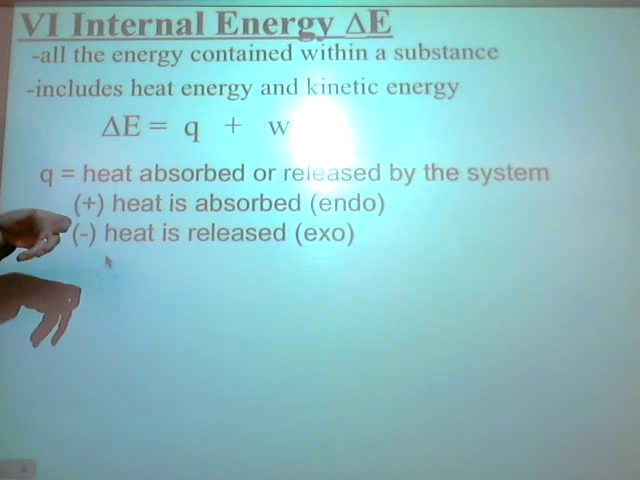 VI Internal Energy ΔE
-all the energy contained within a substance
-includes heat energy and kinetic energy
ΔE = q + w
q = heat absorbed or released by the system
(+) heat is absorbed (endo)
(-) heat is released (exo)